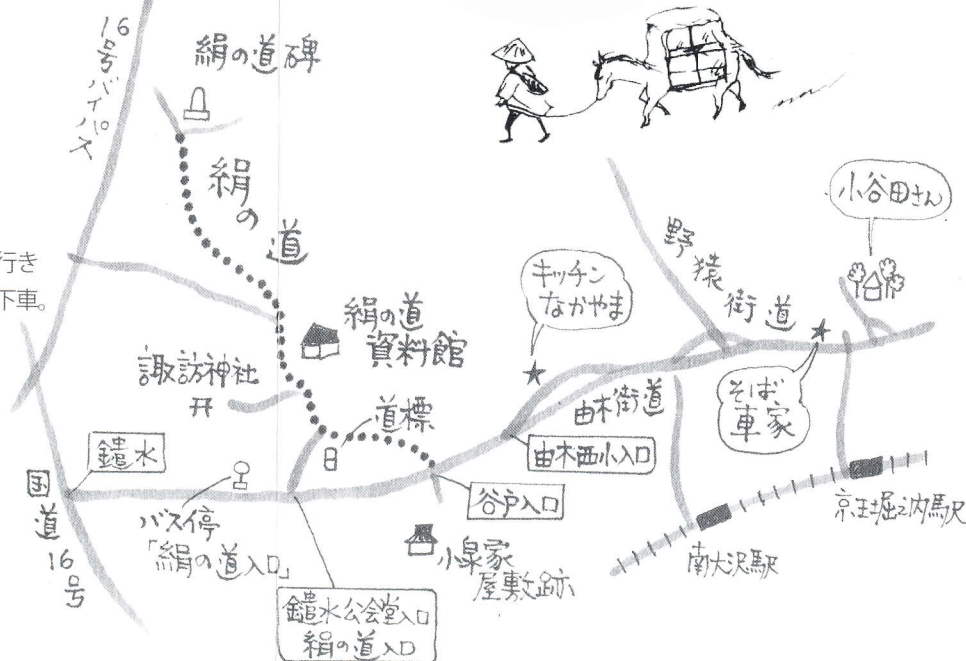 16号バイパス
絹の道碑
絹の道
行き
下車。
絹の道
資料館
諏訪神社
道標
鑓水
国道16号
バス停
「絹の道入口」
鑓水公会堂入口
絹の道入口
谷戸入口
小泉家
屋敷跡
キッチン
なかやま
野猿街道
小谷田さん
由木街道
由木西小入口
そば、
車家
南大沢駅
京王堀之内駅